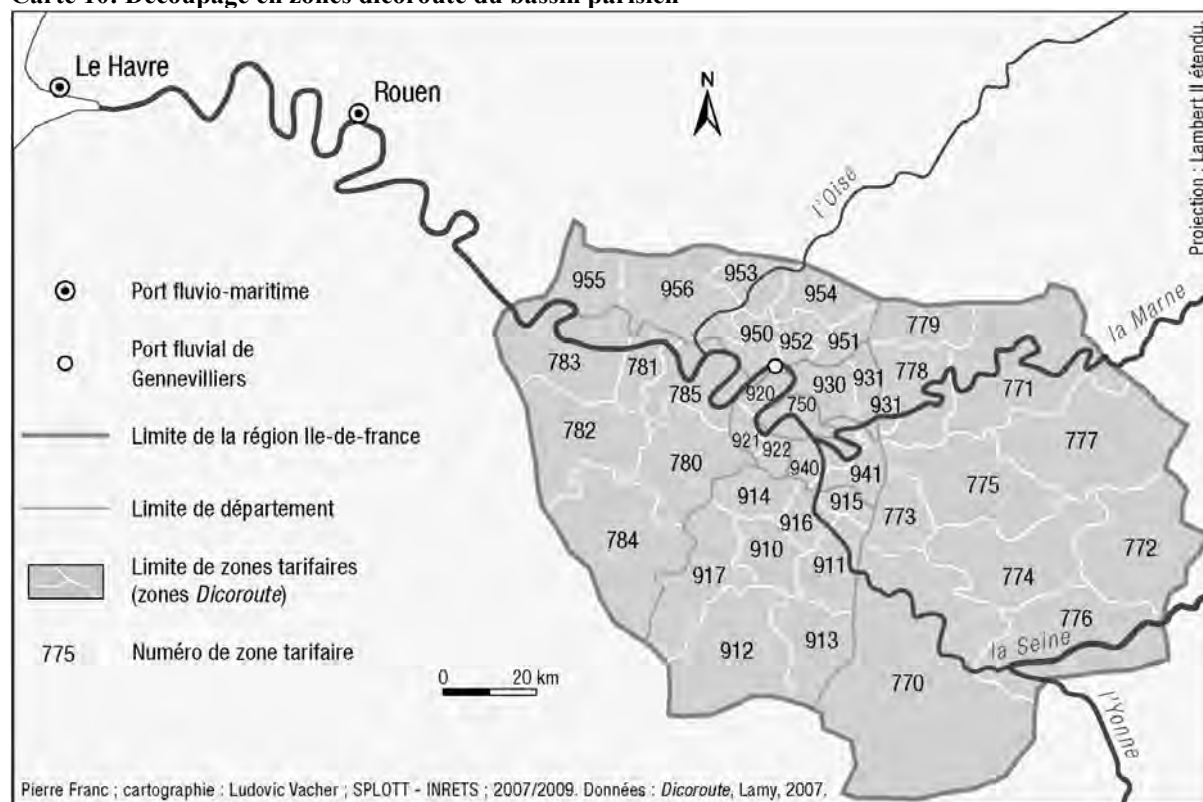 Carte 10: Découpage en zones dicoroute du bassin parisien
Le Havre
Rouen
N
Projection : Lambert II étendu.
l'Oise
la Marne
Port fluvio-maritime
Port fluvial de
Gennevilliers
Limite de la région Ile-de-france
Limite de département
Limite de zones tarifaires
(zones Dicoroute)
775 Numéro de zone tarifaire
955
956
953
954
950
952
951
779
783
781
785
920
750
930
931
931
778
771
782
780
921
922
940
941
777
775
784
914
915
916
773
910
911
917
772
774
776
912
913
770
la Seine
l'Yonne
0 20 km
Pierre Franc ; cartographie : Ludovic Vacher ; SPLOTT - INRETS ; 2007/2009. Données : Dicoroute, Lamy, 2007.